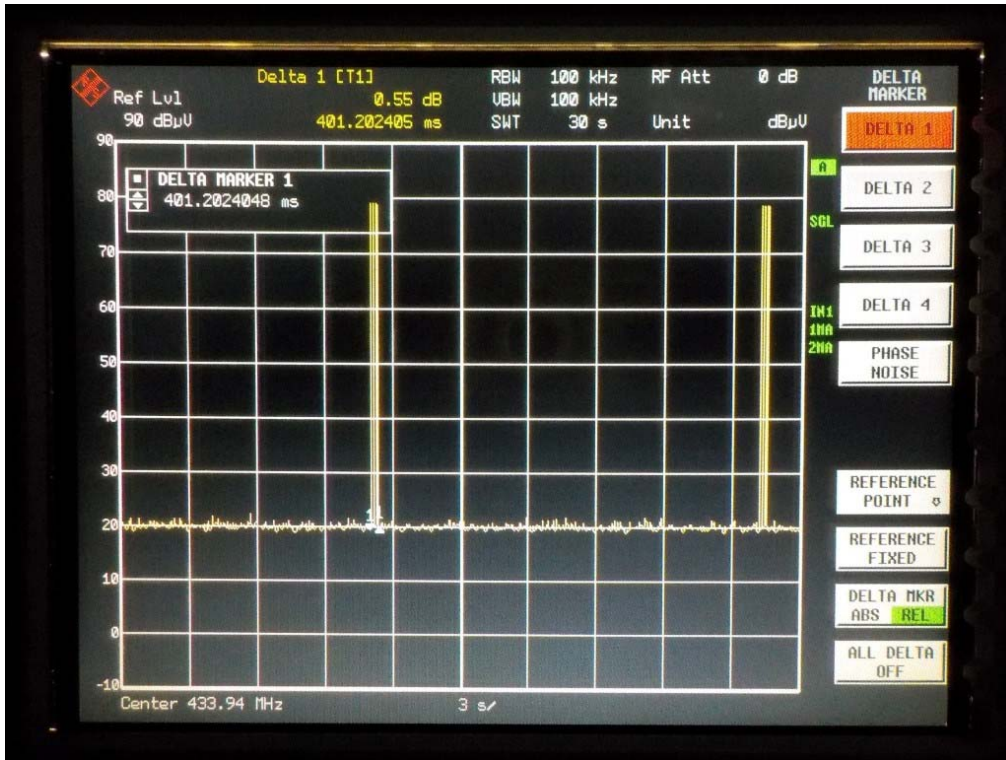 Delta 1 [T1] RBW 100 kHz RF Att 0 dB
Ref Lvl 0.55 dB VBW 100 kHz
90 dBµV 401.202405 ms SWT 30 s Unit dBµV
DELTA MARKER
DELTA 1
DELTA 2
DELTA 3
DELTA 4
PHASE NOISE
REFERENCE POINT
REFERENCE FIXED
DELTA MKR
ABS REL
ALL DELTA OFF
90
80
70
60
50
40
30
20
10
0
-10
DELTA MARKER 1
401.2024048 ms
A
SGL
IN1
1MA
2MA
1
Center 433.94 MHz 3 s/